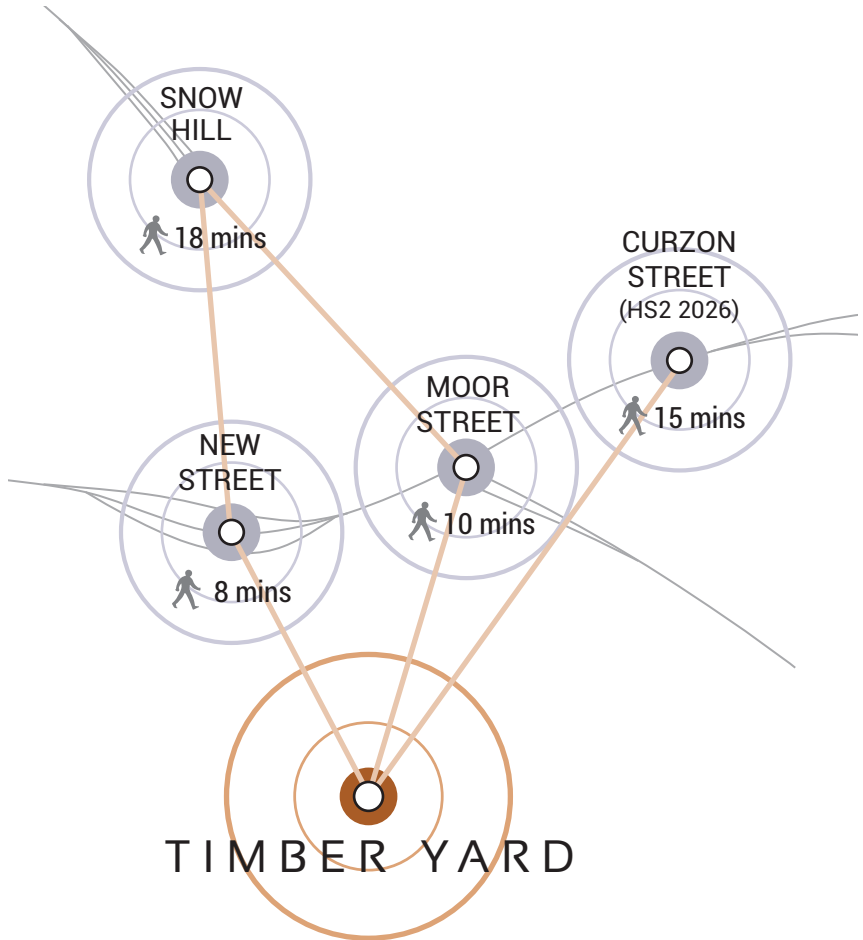 SNOW
HILL
18 mins
CURZON
STREET
(HS2 2026)
15 mins
MOOR
STREET
10 mins
NEW
STREET
8 mins
TIMBER YARD